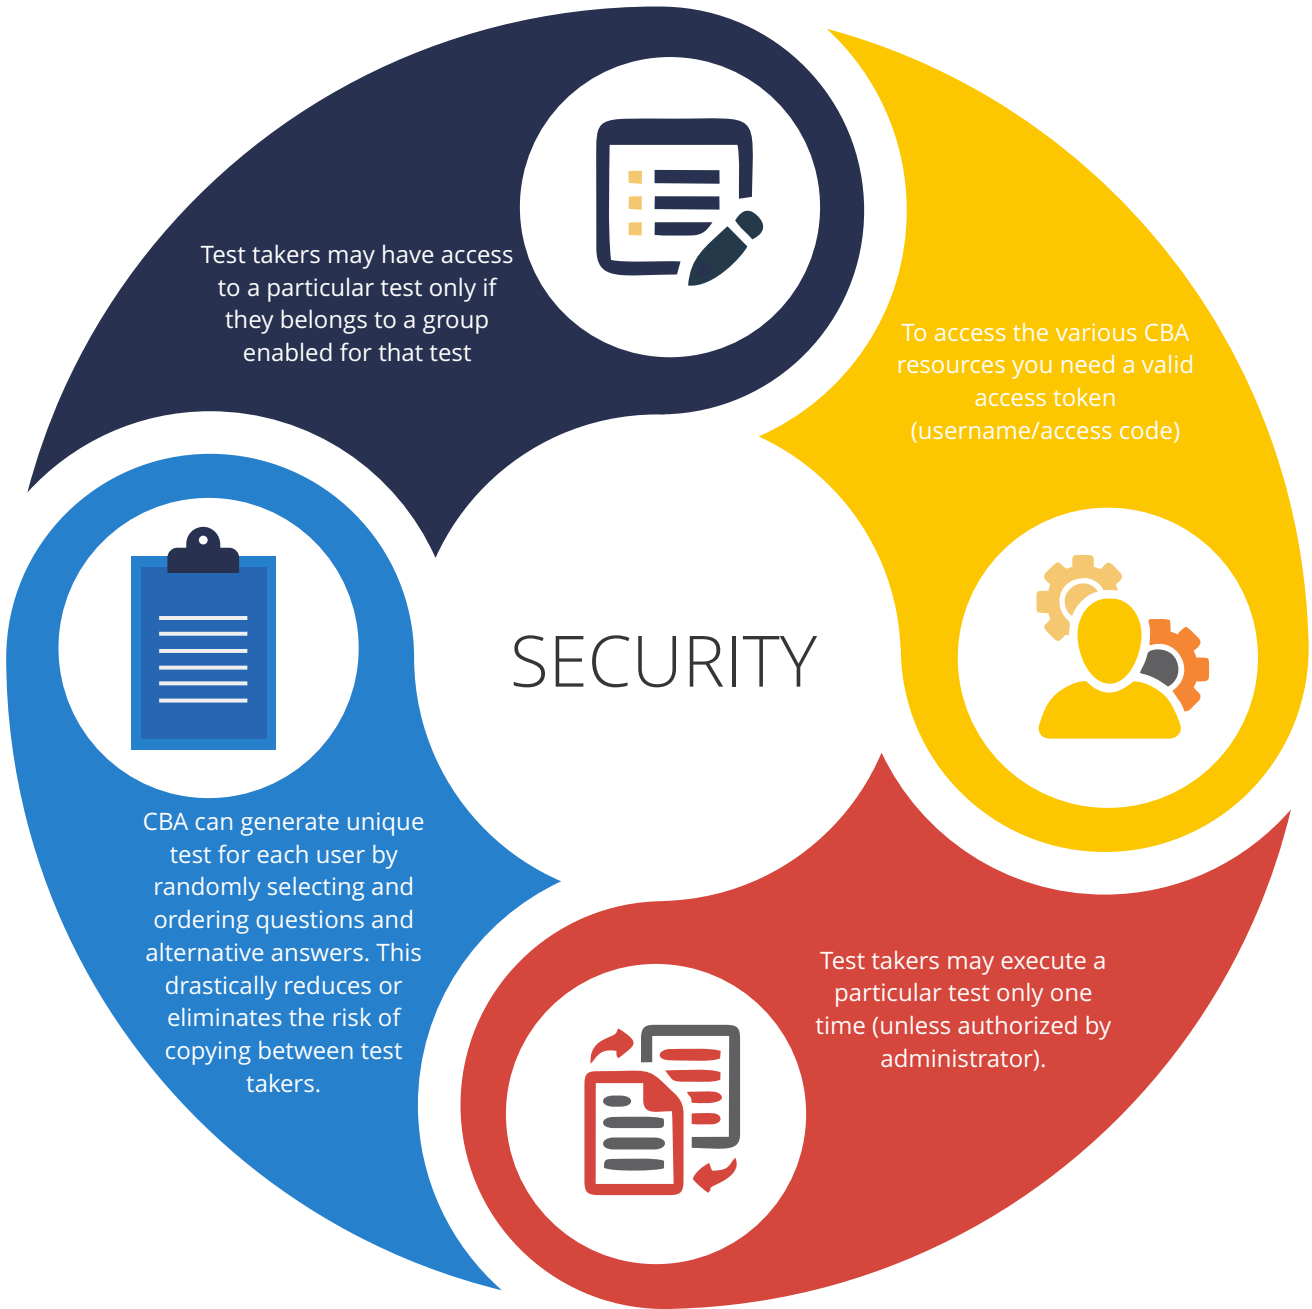 Test takers may have access
to a particular test only if
they belongs to a group
enabled for that test
To access the various CBA
resources you need a valid
access token
(username/access code)
SECURITY
CBA can generate unique
test for each user by
randomly selecting and
ordering questions and
alternative answers. This
drastically reduces or
eliminates the risk of
copying between test
takers.
Test takers may execute a
particular test only one
time (unless authorized by
administrator).